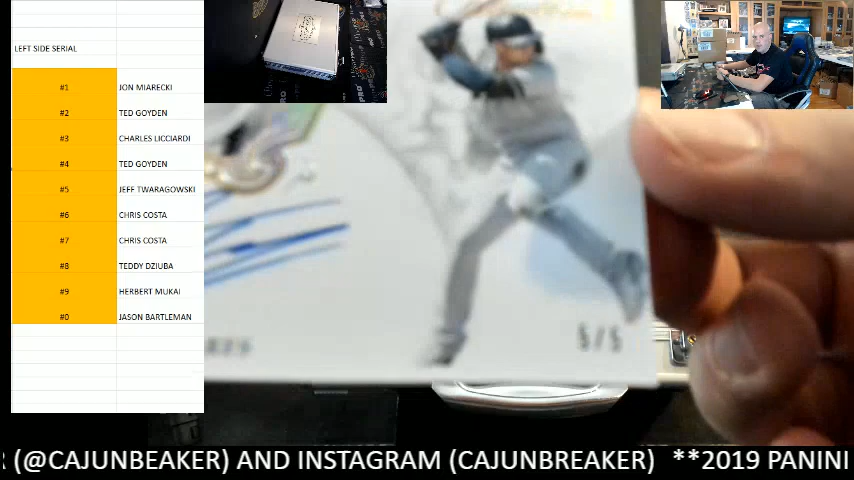 LEFT SIDE SERIAL
#1 JON MIARECKI
#2 TED GOYDEN
#3 CHARLES LICCIARDI
#4 TED GOYDEN
#5 JEFF TWARAGOWSKI
#6 CHRIS COSTA
#7 CHRIS COSTA
#8 TEDDY DZIUBA
#9 HERBERT MUKAI
#0 JASON BARTLEMAN
5/5
(@CAJUNBEAKER) AND INSTAGRAM (CAJUNBREAKER) **2019 PANINI